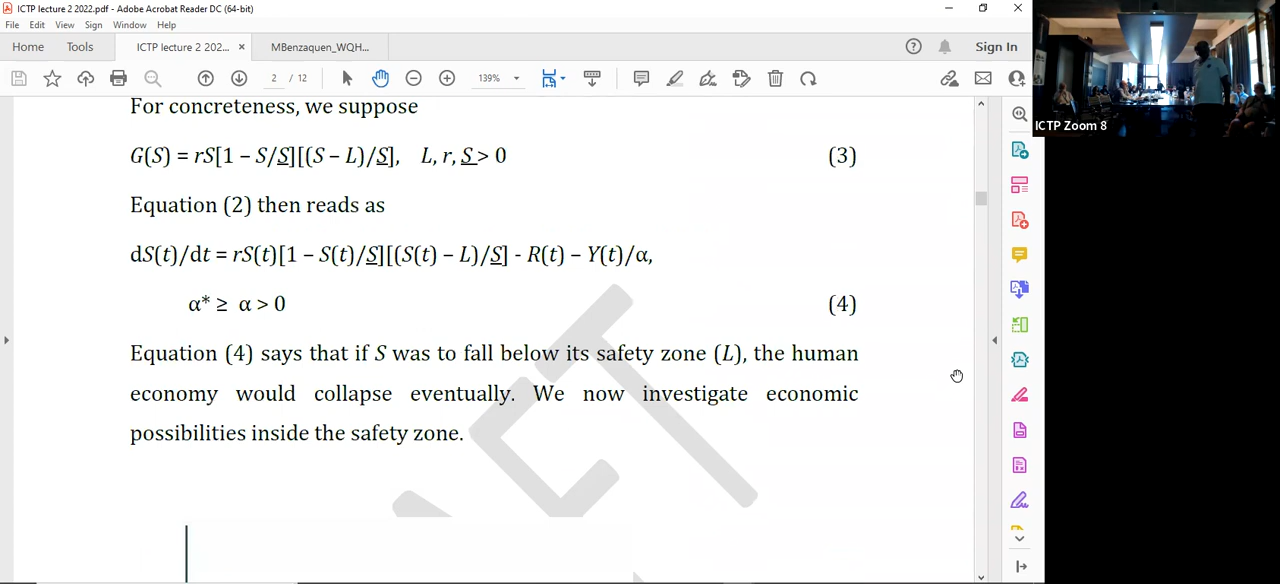 ICTP lecture 2 2022.pdf - Adobe Acrobat Reader DC (64-bit)
File Edit View Sign Window Help
Home Tools ICTP lecture 2 202... × MBenzaquen_WQH... Sign In
2 / 12 139%
ICTP Zoom 8
For concreteness, we suppose
G(S) = rS[1 – S/S][(S – L)/S], L, r, S > 0 (3)
Equation (2) then reads as
dS(t)/dt = rS(t)[1 – S(t)/S][(S(t) – L)/S] - R(t) – Y(t)/α,
α* ≥ α > 0 (4)
Equation (4) says that if S was to fall below its safety zone (L), the human
economy would collapse eventually. We now investigate economic
possibilities inside the safety zone.